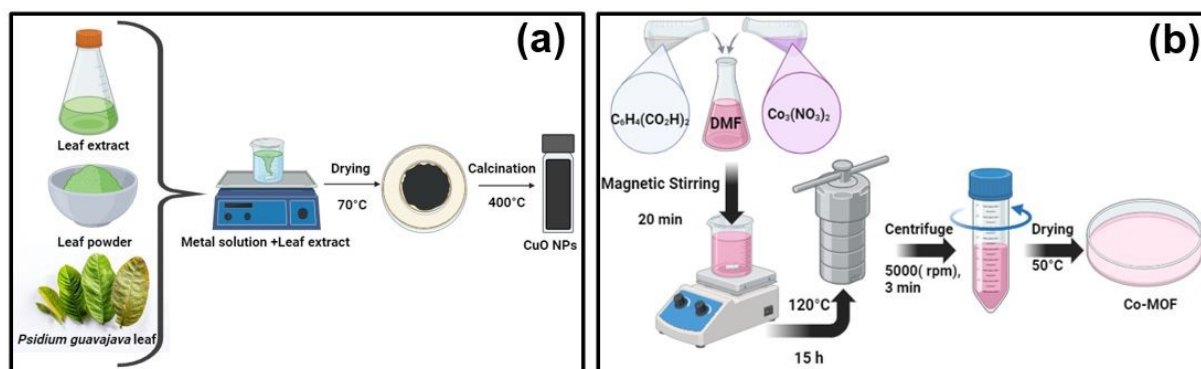 (a)
Leaf extract
Leaf powder
Psidium guavajava leaf
Metal solution +Leaf extract
Drying
70°C
Calcination
400°C
CuO NPs
(b)
C₆H₄(CO₂H)₂
DMF
Co₃(NO₃)₂
Magnetic Stirring
20 min
120°C
15 h
Centrifuge
5000( rpm),
3 min
Drying
50°C
Co-MOF